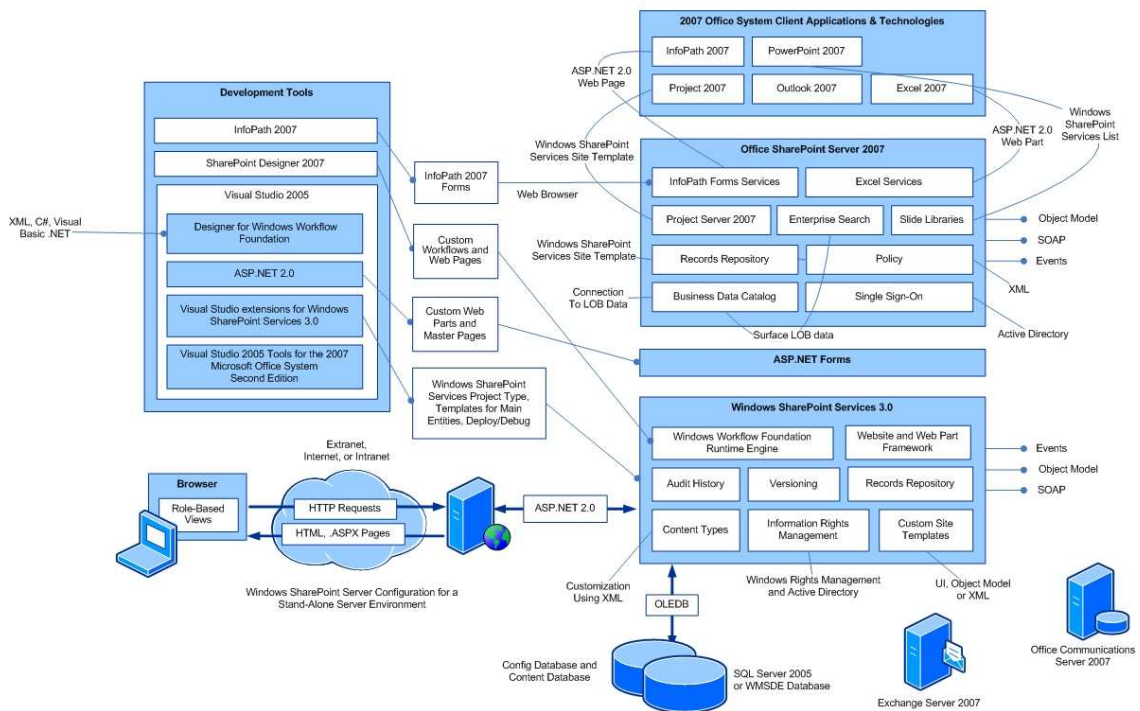 2007 Office System Client Applications & Technologies
InfoPath 2007
PowerPoint 2007
Project 2007
Outlook 2007
Excel 2007
ASP.NET 2.0
Web Page
Windows SharePoint
Services Site Template
ASP.NET 2.0
Web Part
Windows
SharePoint
Services List
Development Tools
InfoPath 2007
SharePoint Designer 2007
Visual Studio 2005
Designer for Windows Workflow
Foundation
ASP.NET 2.0
Visual Studio extensions for Windows
SharePoint Services 3.0
Visual Studio 2005 Tools for the 2007
Microsoft Office System
Second Edition
XML, C#, Visual
Basic .NET
InfoPath 2007
Forms
Web Browser
Custom
Workflows and
Web Pages
Custom Web
Parts and
Master Pages
Windows SharePoint
Services Project Type,
Templates for Main
Entities, Deploy/Debug
Office SharePoint Server 2007
InfoPath Forms Services
Excel Services
Project Server 2007
Enterprise Search
Slide Libraries
Records Repository
Policy
Business Data Catalog
Single Sign-On
Windows SharePoint
Services Site Template
Connection
To LOB Data
Surface LOB data
Object Model
SOAP
Events
XML
Active Directory
ASP.NET Forms
Windows SharePoint Services 3.0
Windows Workflow Foundation
Runtime Engine
Website and Web Part
Framework
Audit History
Versioning
Records Repository
Content Types
Information Rights
Management
Custom Site
Templates
Events
Object Model
SOAP
Customization
Using XML
Windows Rights Management
and Active Directory
UI, Object Model
or XML
Extranet,
Internet, or Intranet
Browser
Role-Based
Views
HTTP Requests
HTML, .ASPX Pages
ASP.NET 2.0
Windows SharePoint Server Configuration for a
Stand-Alone Server Environment
OLEDB
Config Database and
Content Database
SQL Server 2005
or WMSDE Database
Exchange Server 2007
Office Communications
Server 2007